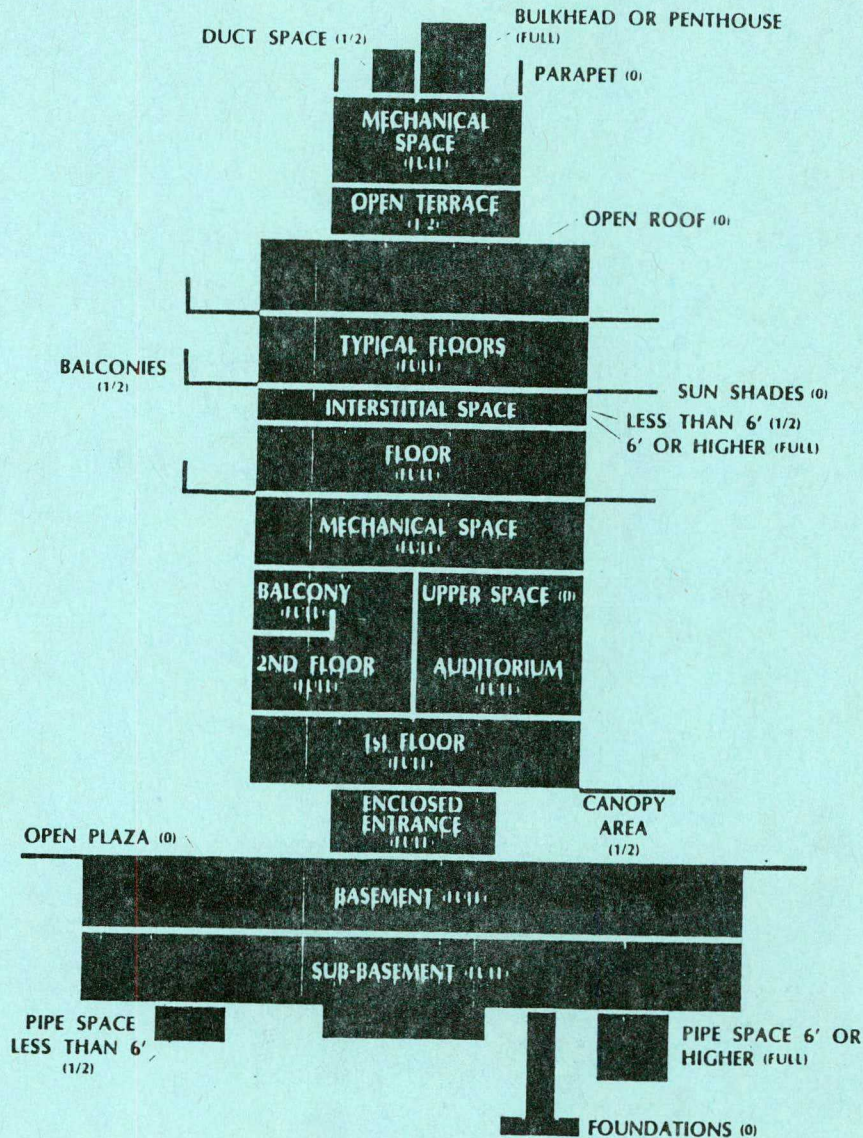 BULKHEAD OR PENTHOUSE
(FULL)
DUCT SPACE (1/2)
PARAPET (0)
MECHANICAL
SPACE
(FULL)
OPEN TERRACE
(1/2)
OPEN ROOF (0)
TYPICAL FLOORS
(FULL)
BALCONIES
(1/2)
SUN SHADES (0)
INTERSTITIAL SPACE
LESS THAN 6' (1/2)
6' OR HIGHER (FULL)
FLOOR
(FULL)
MECHANICAL SPACE
(FULL)
BALCONY
(FULL)
UPPER SPACE (0)
2ND FLOOR
(FULL)
AUDITORIUM
(FULL)
1st FLOOR
(FULL)
ENCLOSED
ENTRANCE
(FULL)
CANOPY
AREA
(1/2)
OPEN PLAZA (0)
BASEMENT (FULL)
SUB-BASEMENT (FULL)
PIPE SPACE
LESS THAN 6'
(1/2)
PIPE SPACE 6' OR
HIGHER (FULL)
FOUNDATIONS (0)